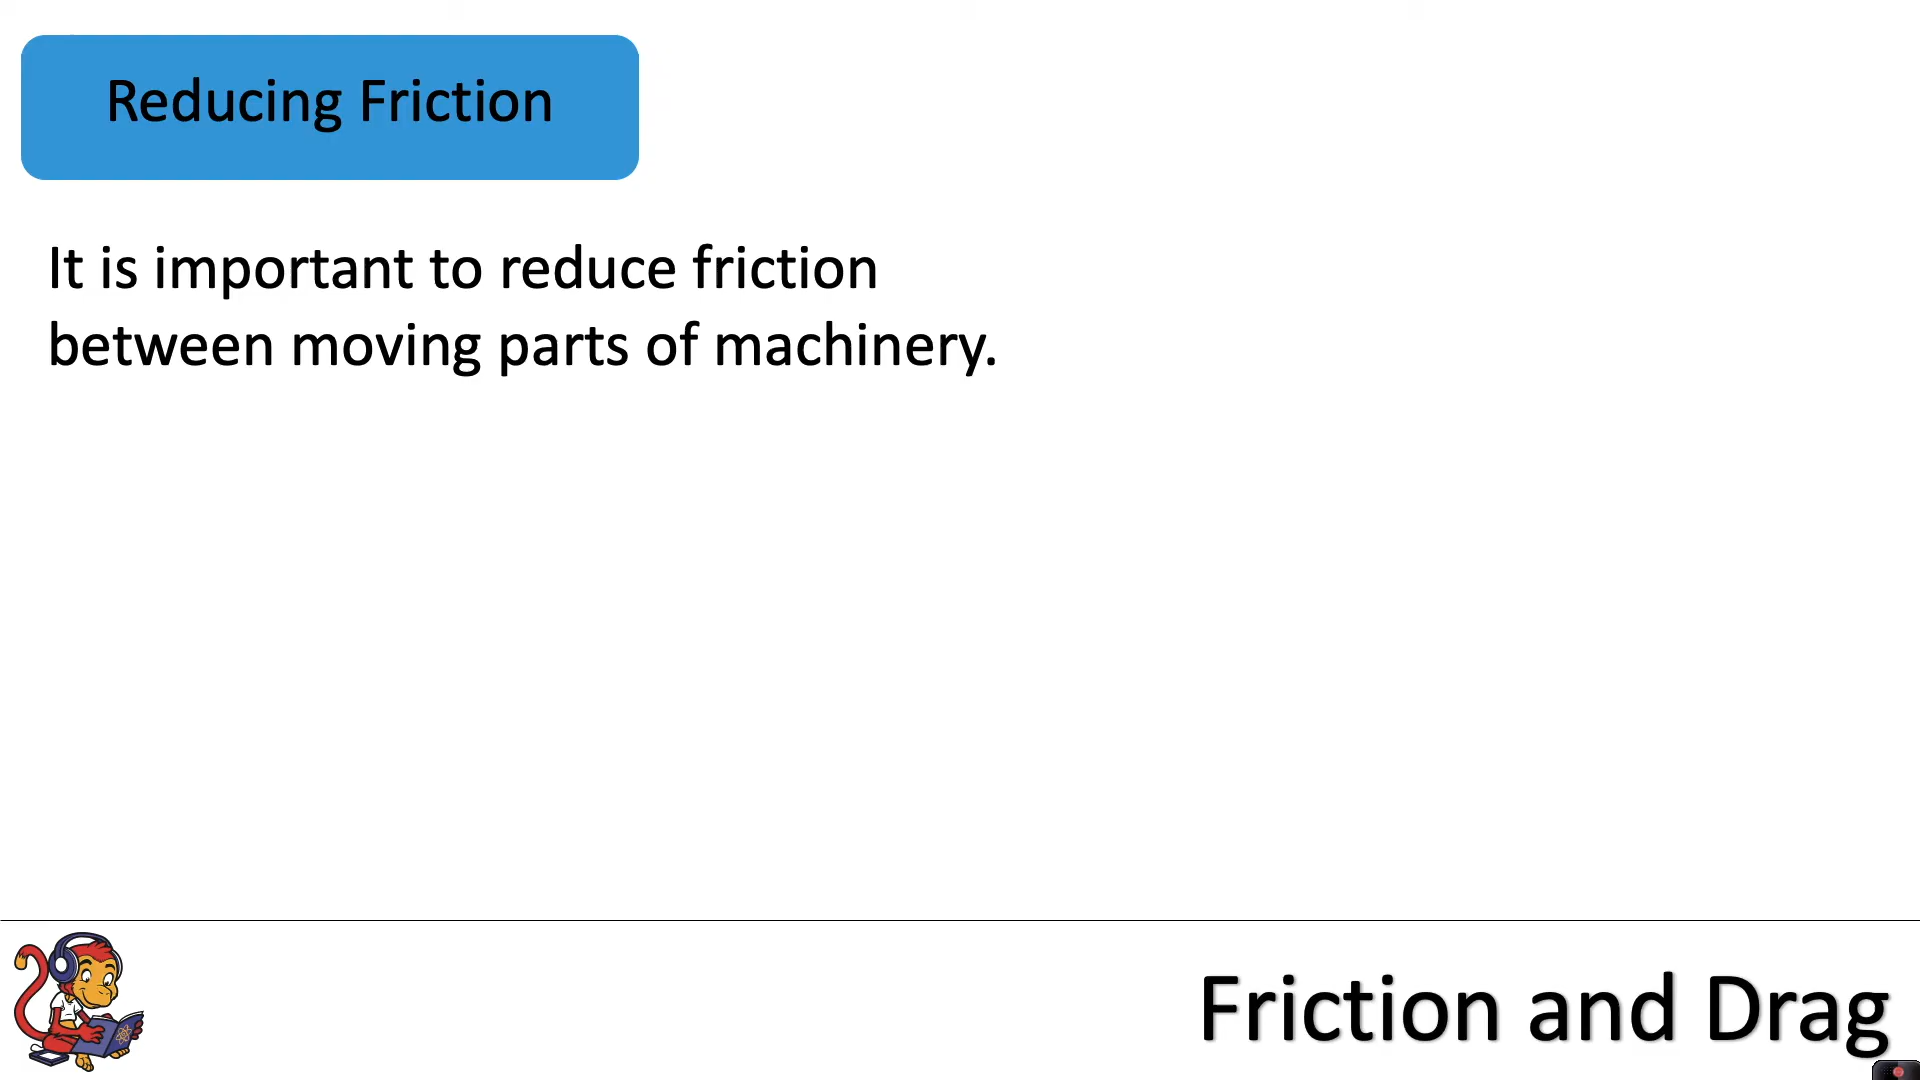 Reducing Friction
It is important to reduce friction
between moving parts of machinery.
Friction and Drag